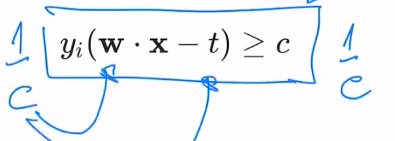 1/c y_i(w · x − t) ≥ c 1/c